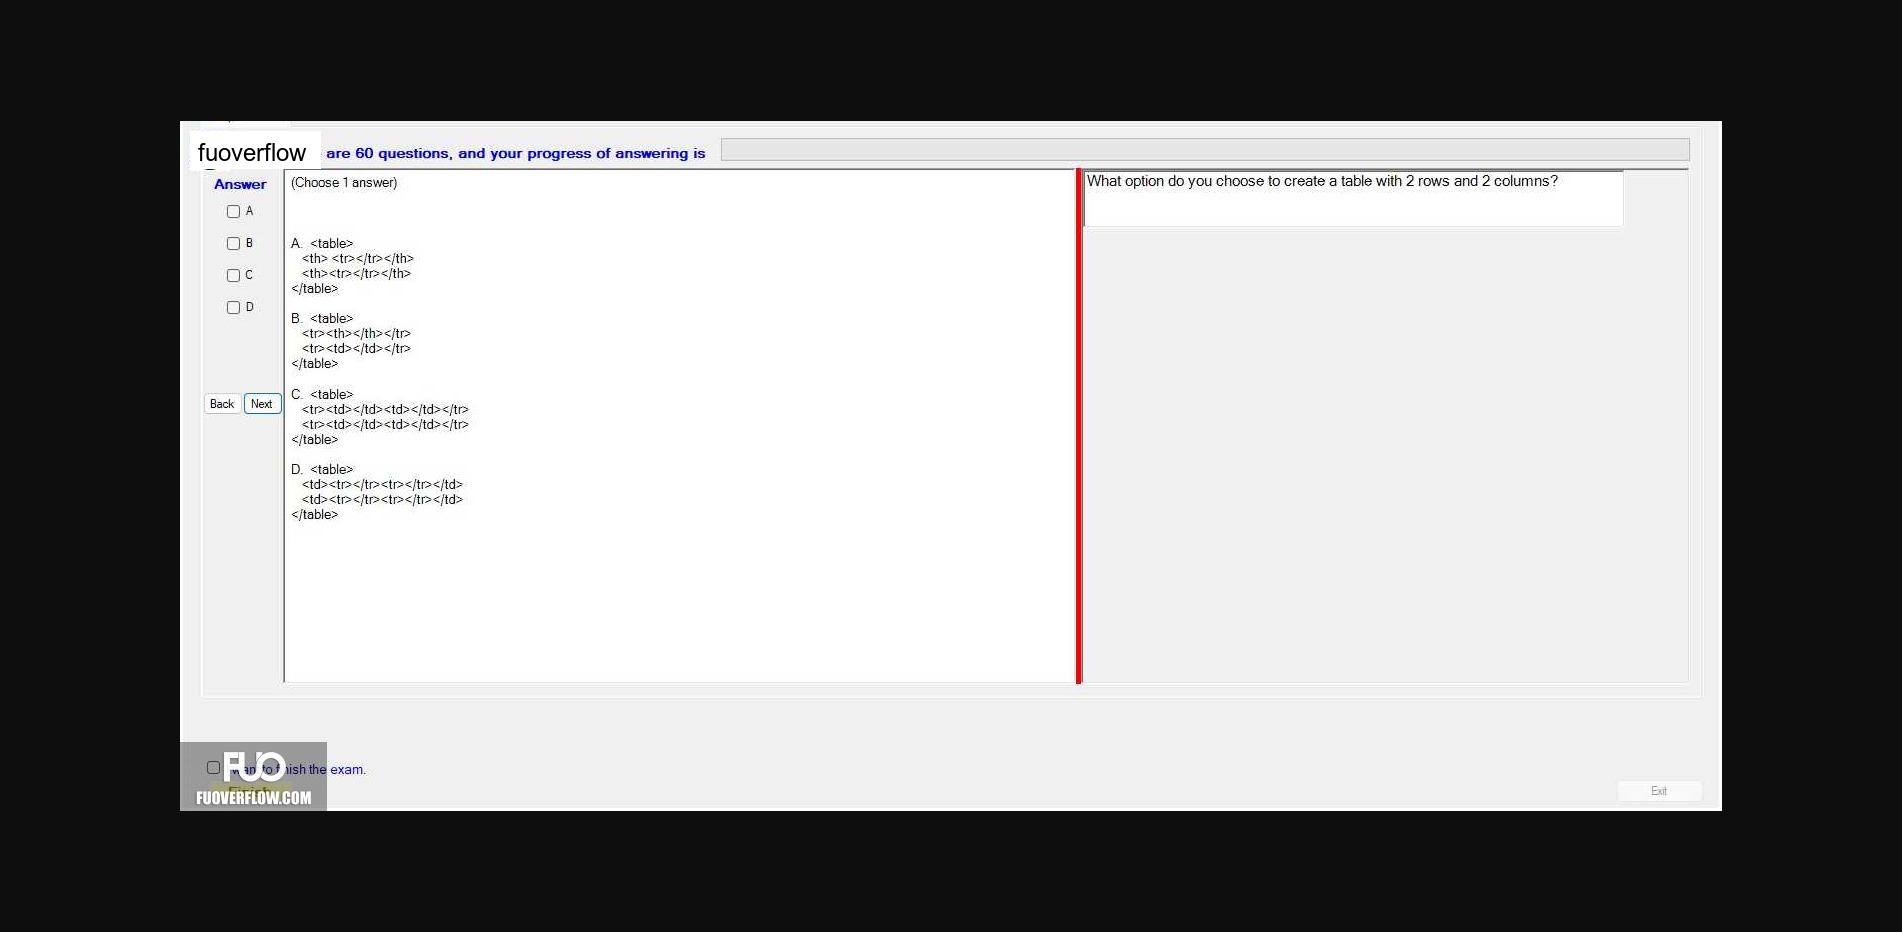 fuoverflow are 60 questions, and your progress of answering is
Answer
A
B
C
D
Back Next
(Choose 1 answer)
A. <table>
<th> <tr></tr></th>
<th><tr></tr></th>
</table>
B. <table>
<tr><th></th></tr>
<tr><td></td></tr>
</table>
C. <table>
<tr><td></td><td></td></tr>
<tr><td></td><td></td></tr>
</table>
D. <table>
<td><tr></tr><tr></tr></td>
<td><tr></tr><tr></tr></td>
</table>
What option do you choose to create a table with 2 rows and 2 columns?
FUO
the exam.
FUOVERFLOW.COM
Exit